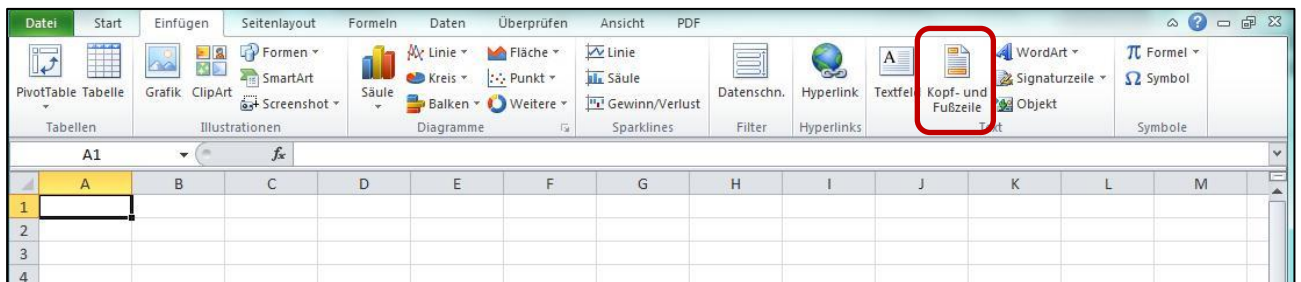 Datei Start Einfügen Seitenlayout Formeln Daten Überprüfen Ansicht PDF
PivotTable Tabelle Grafik ClipArt Formen SmartArt Screenshot Säule Linie Kreis Balken Fläche Punkt Weitere Linie Säule Gewinn/Verlust Datenschn. Hyperlink Textfeld Kopf- und Fußzeile WordArt Signaturzeile Objekt Formel Symbol
Tabellen Illustrationen Diagramme Sparklines Filter Hyperlinks Text Symbole
A1 fx
A B C D E F G H I J K L M
1
2
3
4